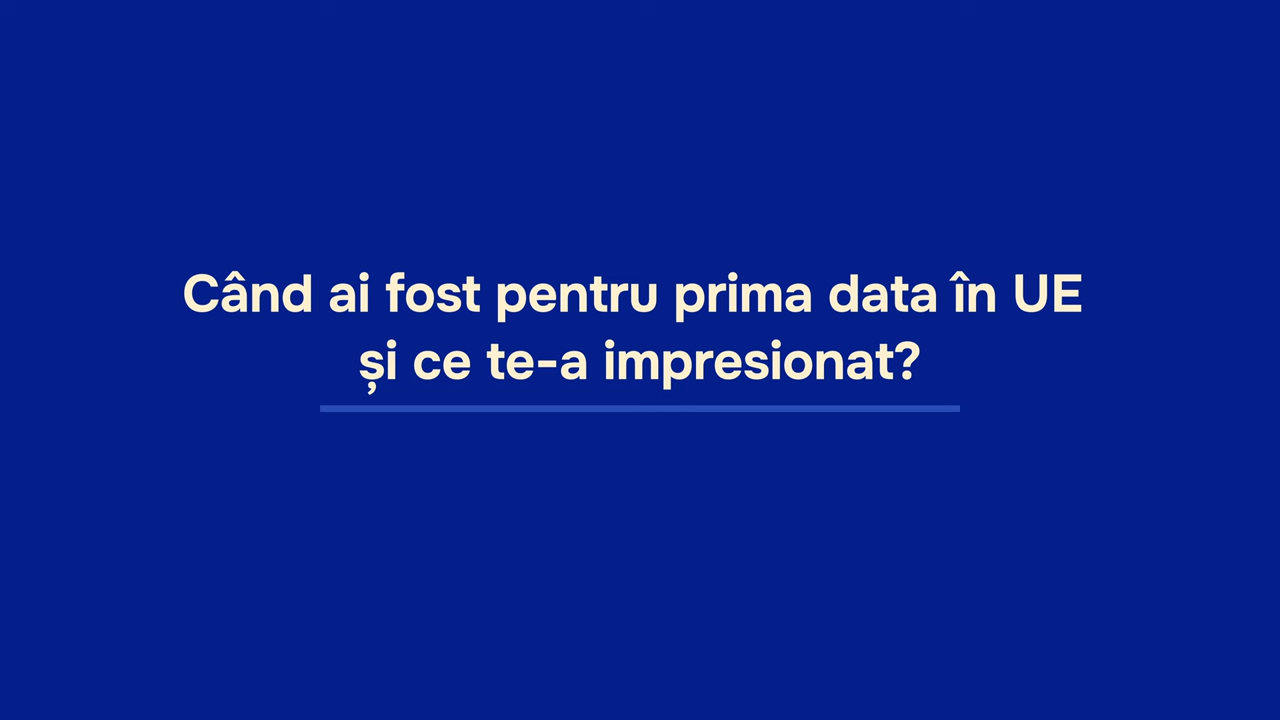 Când ai fost pentru prima data în UE
și ce te-a impresionat?